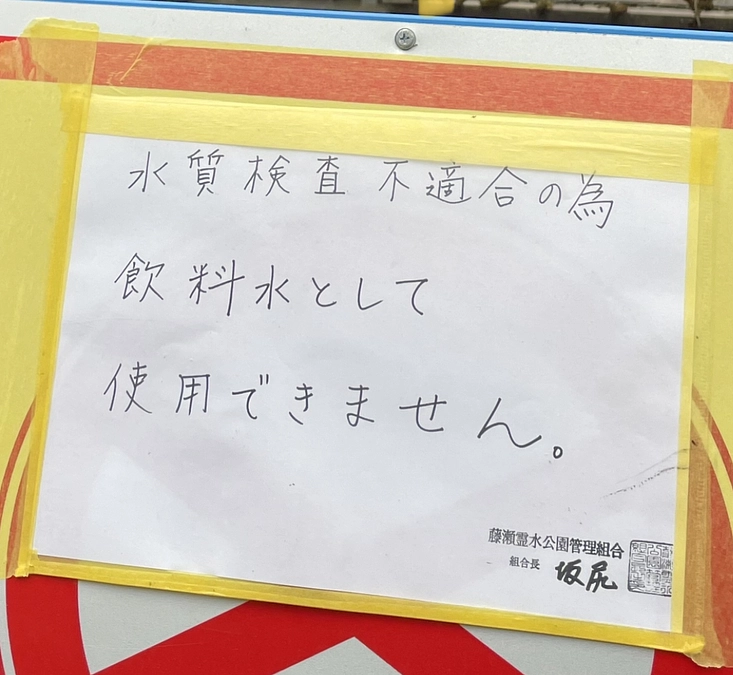 水質検査不適合の為
飲料水として
使用できません。
藤瀬霊水公園管理組合
組合長 坂尻